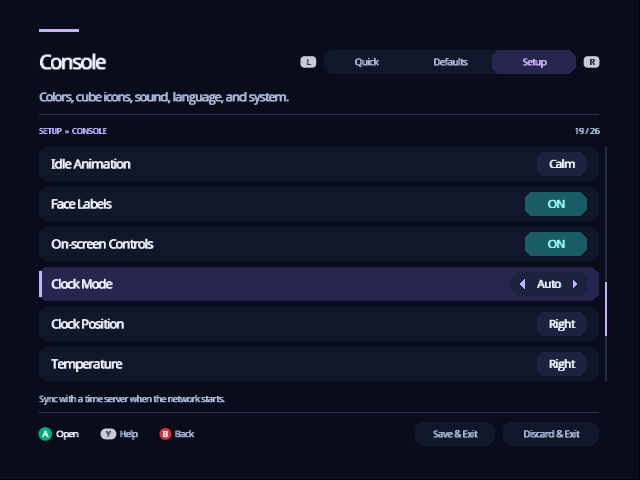 Console
L Quick Defaults Setup R
Colors, cube icons, sound, language, and system.
SETUP » CONSOLE 19 / 26
Idle Animation Calm
Face Labels ON
On-screen Controls ON
Clock Mode Auto
Clock Position Right
Temperature Right
Sync with a time server when the network starts.
A Open Y Help B Back Save & Exit Discard & Exit